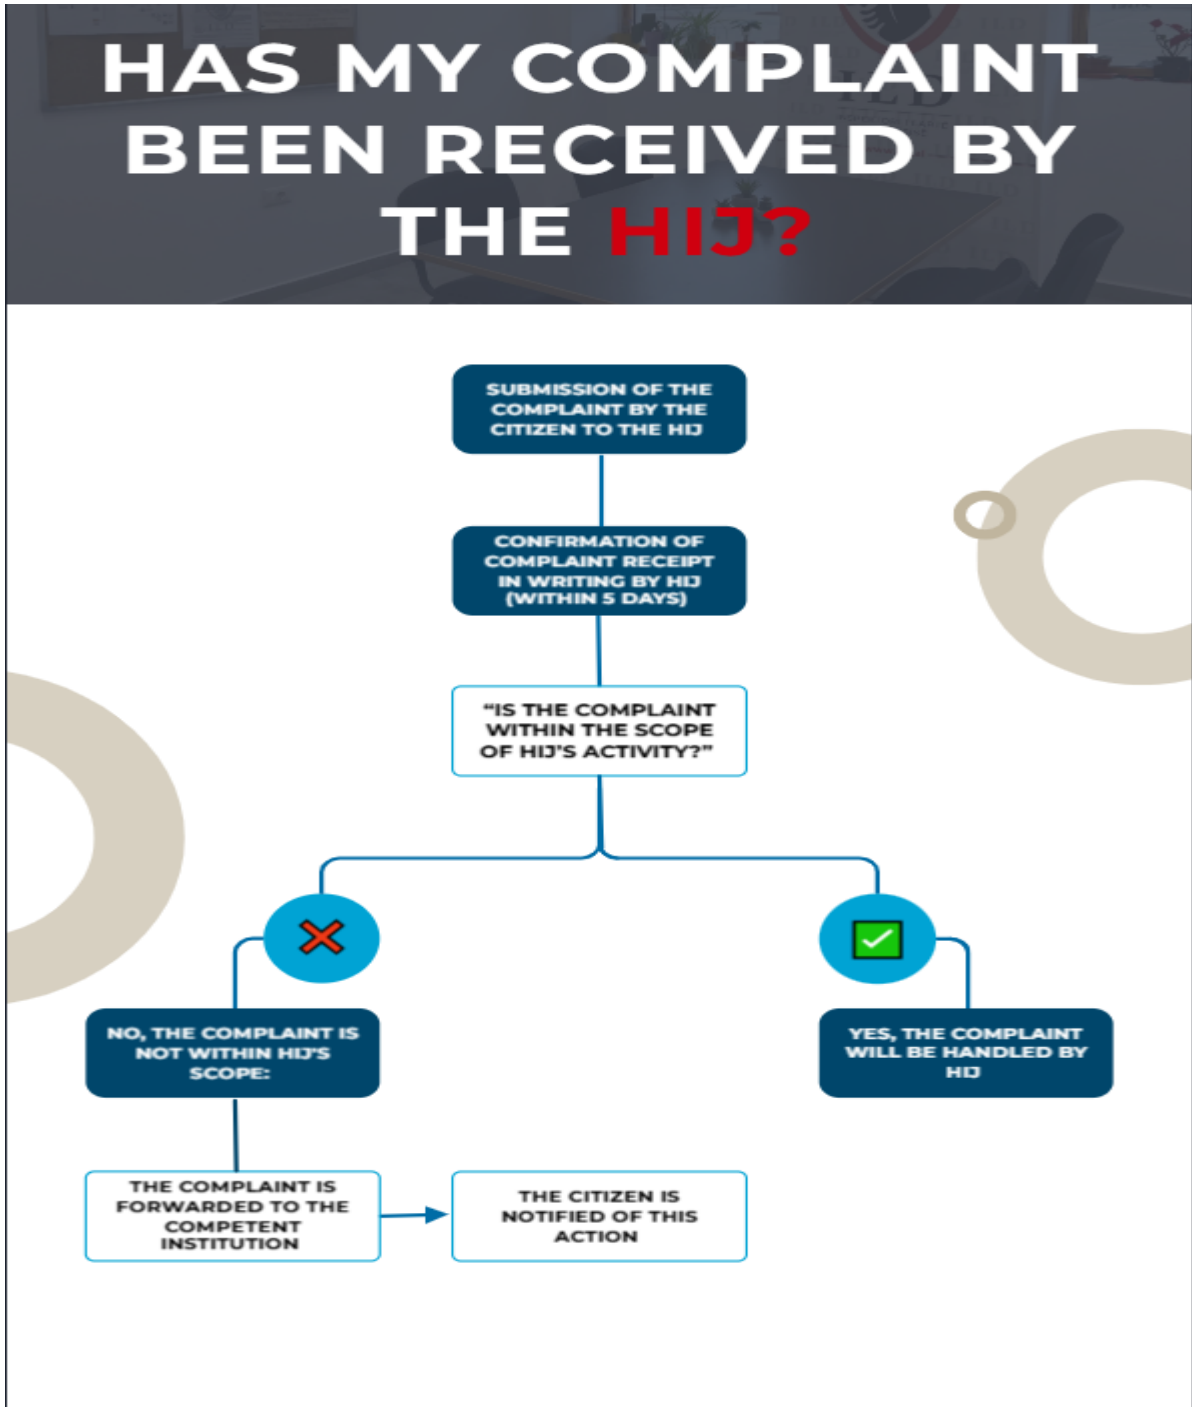 HAS MY COMPLAINT
BEEN RECEIVED BY
THE HIJ?
ILD
SUBMISSION OF THE
COMPLAINT BY THE
CITIZEN TO THE HIJ
CONFIRMATION OF
COMPLAINT RECEIPT
IN WRITING BY HIJ
(WITHIN 5 DAYS)
“IS THE COMPLAINT
WITHIN THE SCOPE
OF HIJ’S ACTIVITY?”
NO, THE COMPLAINT IS
NOT WITHIN HIJ’S
SCOPE:
YES, THE COMPLAINT
WILL BE HANDLED BY
HIJ
THE COMPLAINT IS
FORWARDED TO THE
COMPETENT
INSTITUTION
THE CITIZEN IS
NOTIFIED OF THIS
ACTION